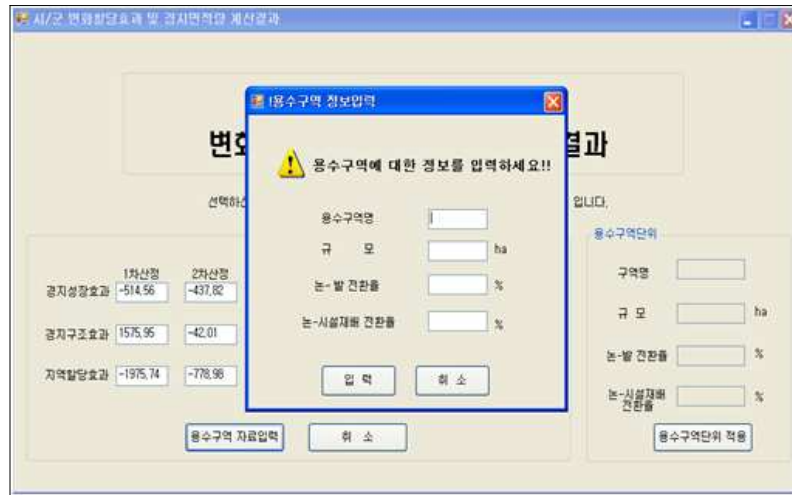 시/군 변화할당효과 및 경지면적량 계산결과
변화
결과
선택하신
입니다.
1차산정 2차산정
경지성장효과 -514,56 -437,82
경지구조효과 1575,95 -42,01
지역할당효과 -1975,74 -778,98
용수구역 자료입력 취 소
용수구역 정보입력
용수구역에 대한 정보를 입력하세요!!
용수구역명
규 모 ha
논-밭 전환율 %
논-시설재배 전환율 %
입 력 취 소
용수구역단위
구역명
규 모 ha
논-밭 전환율 %
논-시설재배
전환율 %
용수구역단위 적용